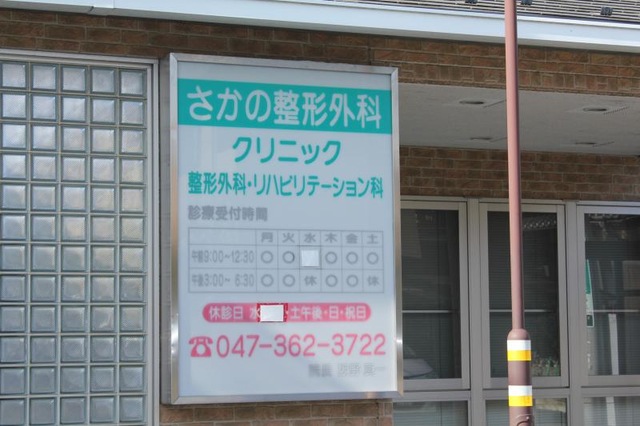 さかの整形外科
クリニック
整形外科・リハビリテーション科
診療受付時間
月 火 水 木 金 土
午前9:00~12:30 ○ ○ ○ ○ ○
午後3:00~6:30 ○ ○ 休 ○ ○ 休
休診日 水 ・土午後・日・祝日
☎047-362-3722